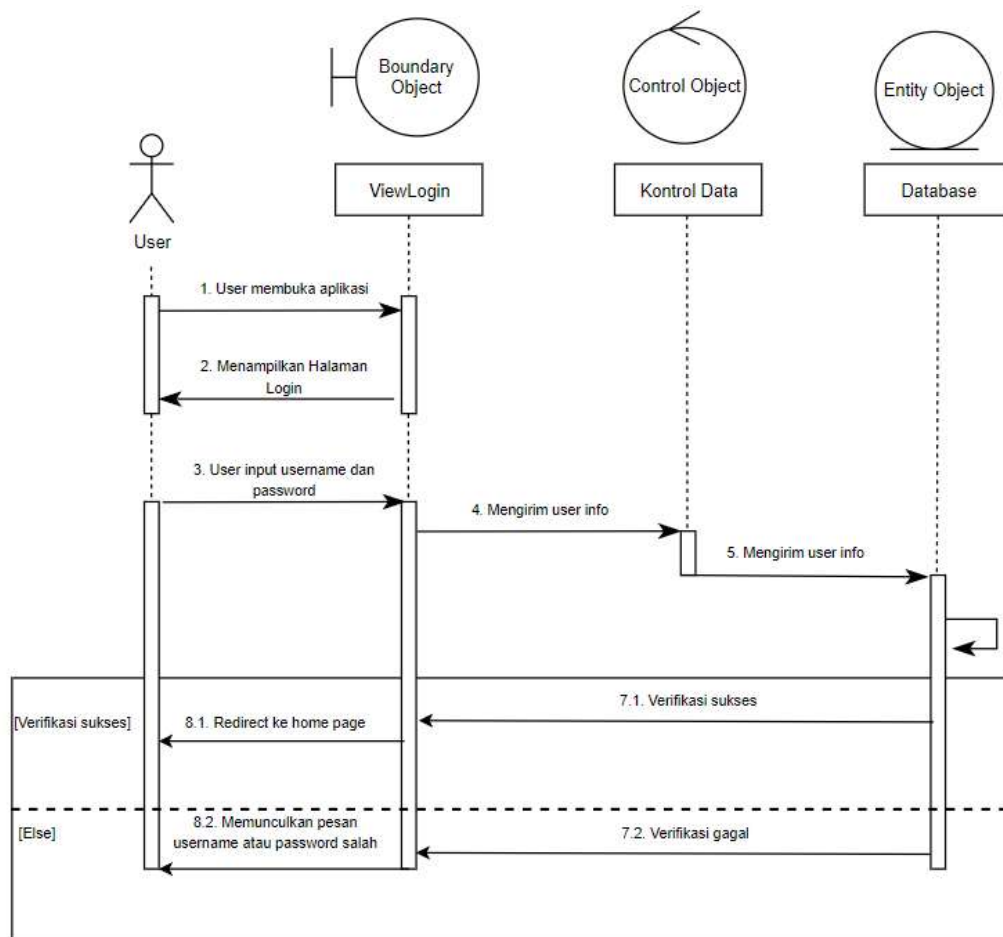 Boundary
Object
Control Object
Entity Object
ViewLogin
Kontrol Data
Database
User
1. User membuka aplikasi
2. Menampilkan Halaman
Login
3. User input username dan
password
4. Mengirim user info
5. Mengirim user info
[Verifikasi sukses]
7.1. Verifikasi sukses
8.1. Redirect ke home page
[Else]
8.2. Memunculkan pesan
username atau password salah
7.2. Verifikasi gagal